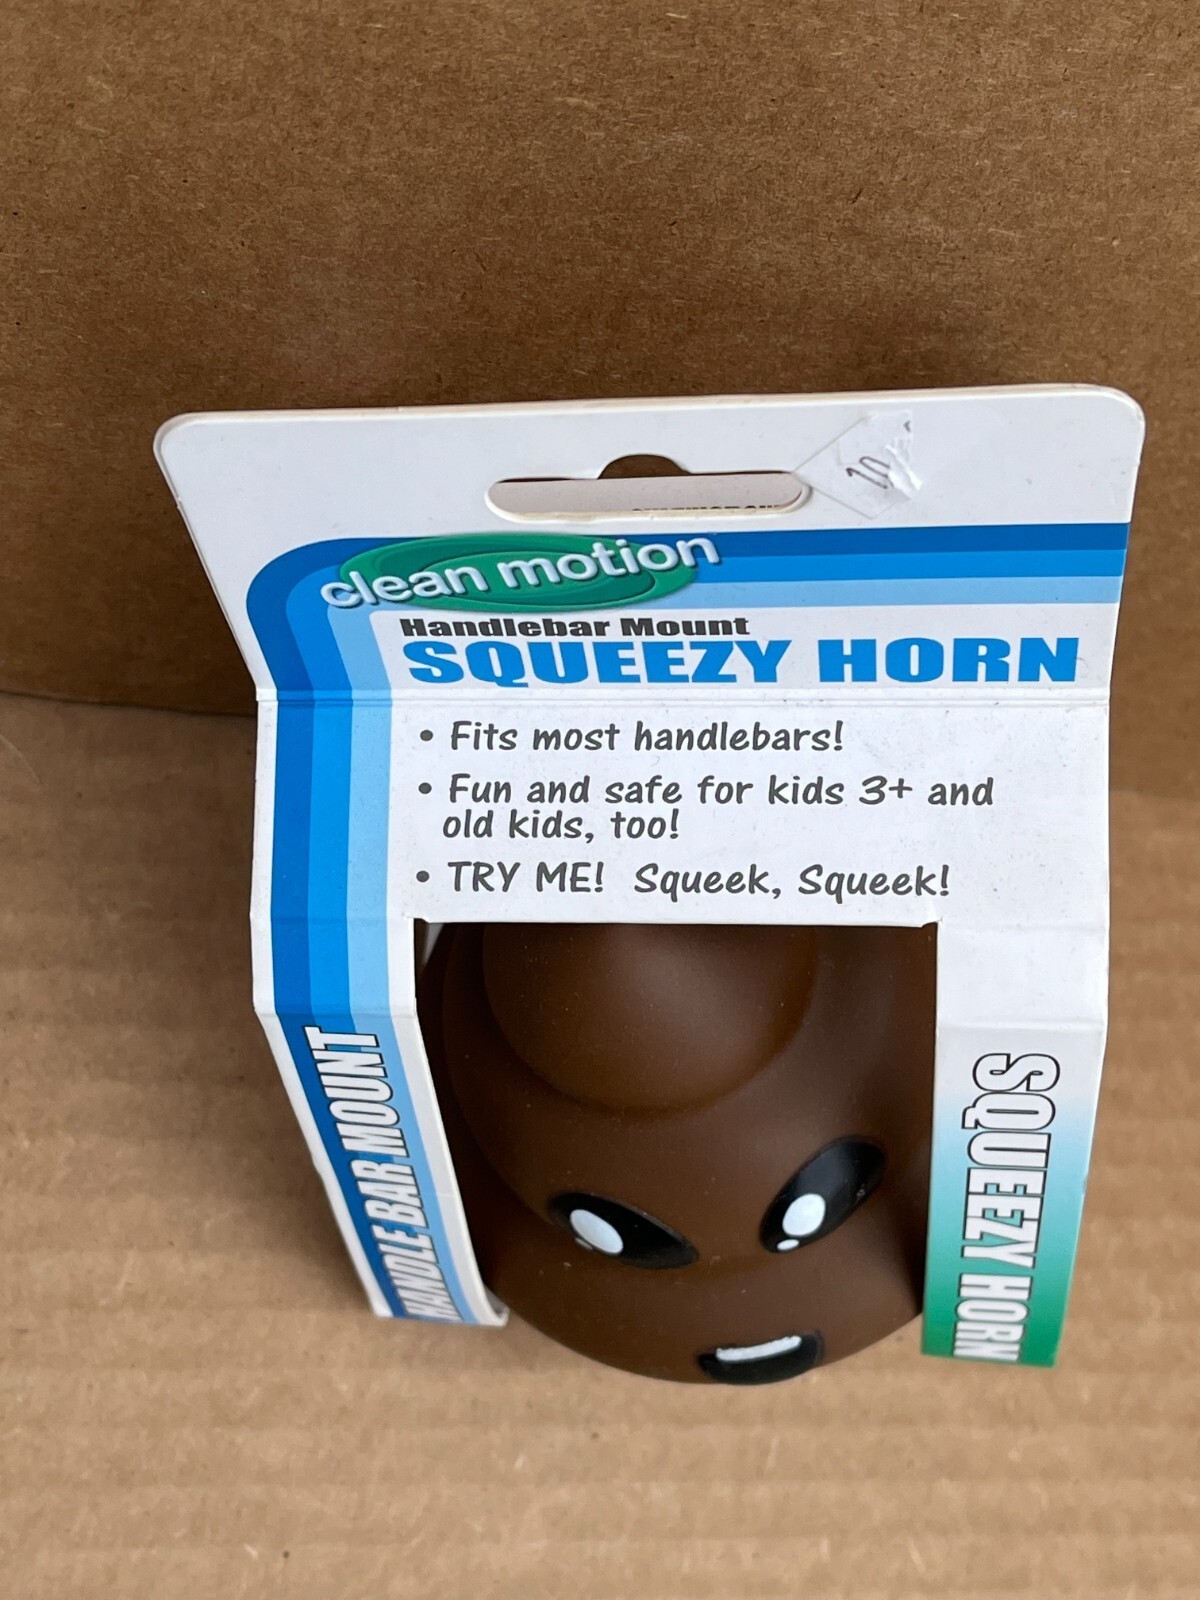 10
clean motion
Handlebar Mount
SQUEEZY HORN
• Fits most handlebars!
• Fun and safe for kids 3+ and
old kids, too!
• TRY ME! Squeek, Squeek!
HANDLE BAR MOUNT
SQUEEZY HORN